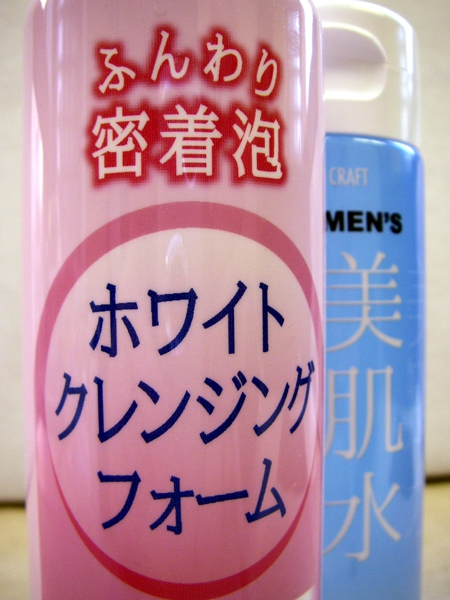 ふんわり
密着泡
ホワイト
クレンジング
フォーム
CRAFT
MEN'S
美肌水